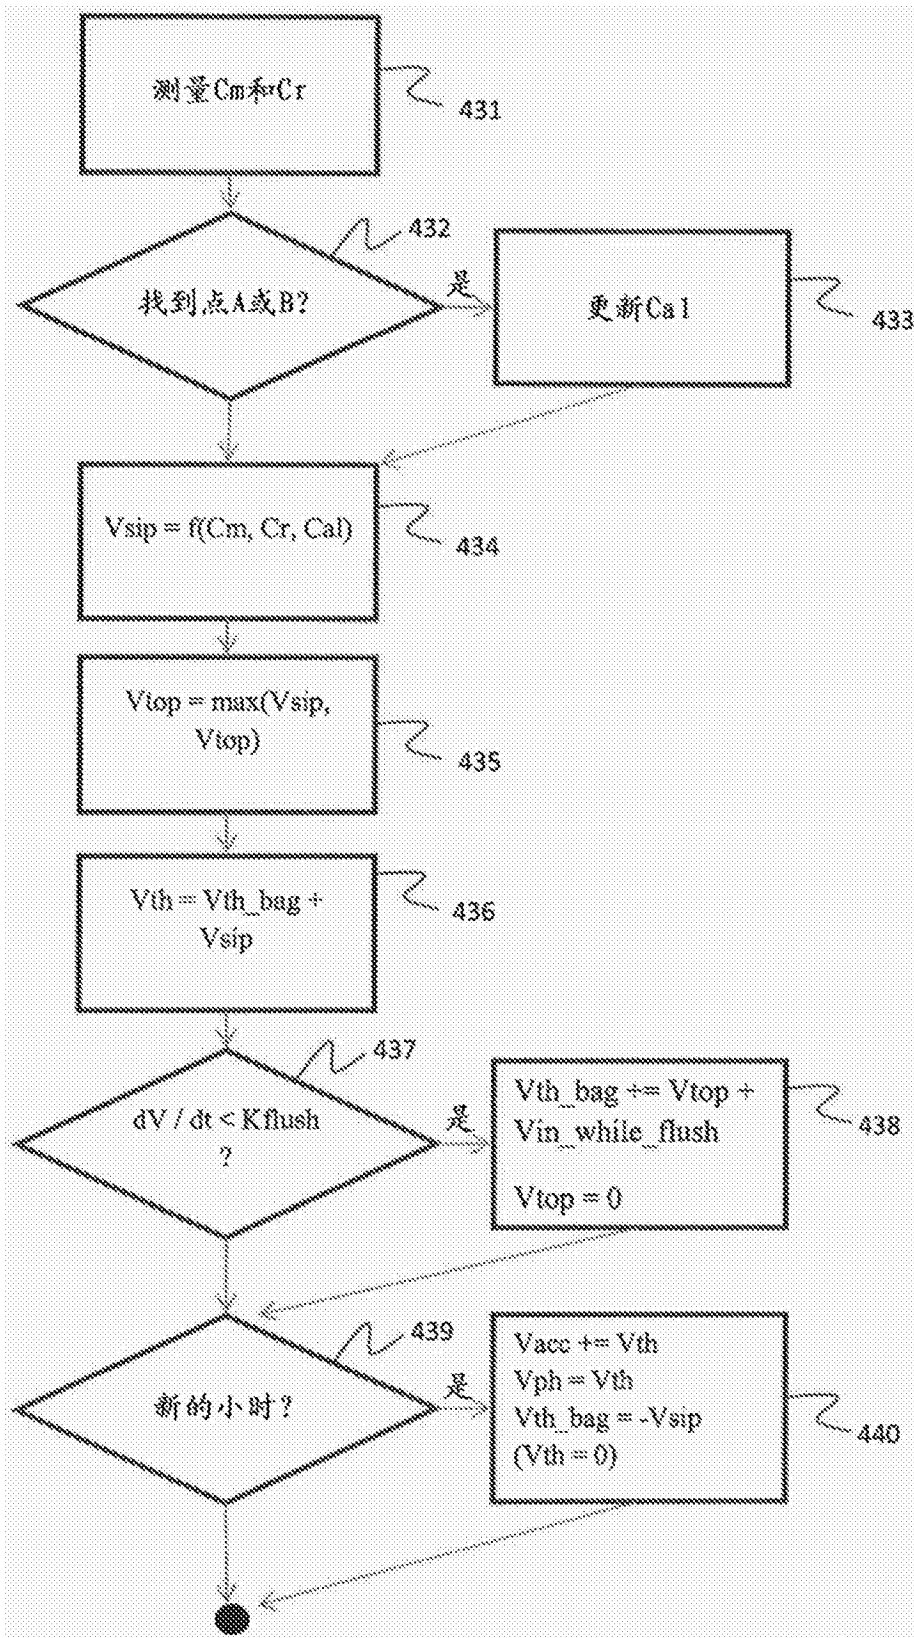 测量Cm和Cr
431
432
找到点A或B?
是
更新Cal
433
Vsip = f(Cm, Cr, Cal)
434
Vtop = max(Vsip,
Vtop)
435
Vth = Vth_bag +
Vsip
436
437
dV / dt < Kflush
?
是
Vth_bag += Vtop +
Vin_while_flush
Vtop = 0
438
439
新的小时?
是
Vacc += Vth
Vph = Vth
Vth_bag = -Vsip
(Vth = 0)
440